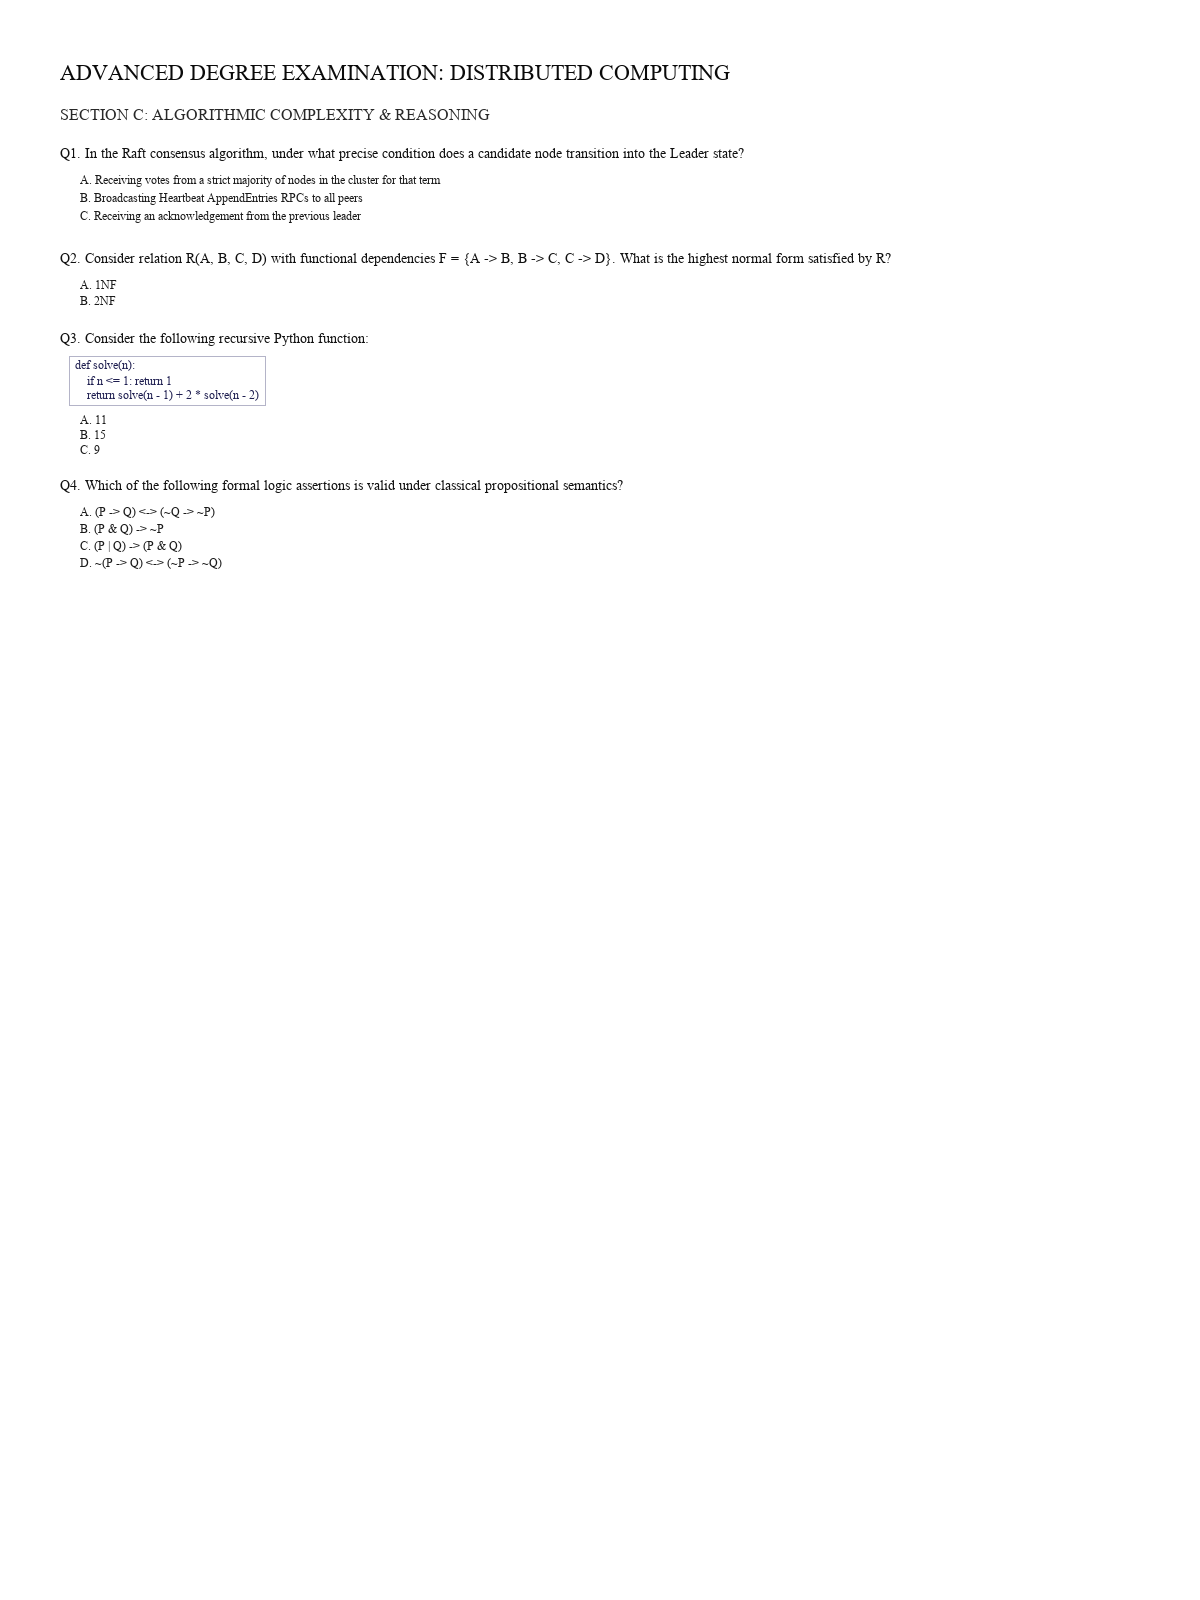 ADVANCED DEGREE EXAMINATION: DISTRIBUTED COMPUTING
SECTION C: ALGORITHMIC COMPLEXITY & REASONING
Q1. In the Raft consensus algorithm, under what precise condition does a candidate node transition into the Leader state?
A. Receiving votes from a strict majority of nodes in the cluster for that term
B. Broadcasting Heartbeat AppendEntries RPCs to all peers
C. Receiving an acknowledgement from the previous leader
Q2. Consider relation R(A, B, C, D) with functional dependencies F = {A -> B, B -> C, C -> D}. What is the highest normal form satisfied by R?
A. 1NF
B. 2NF
Q3. Consider the following recursive Python function:
def solve(n):
if n <= 1: return 1
return solve(n - 1) + 2 * solve(n - 2)
A. 11
B. 15
C. 9
Q4. Which of the following formal logic assertions is valid under classical propositional semantics?
A. (P -> Q) <-> (~Q -> ~P)
B. (P & Q) -> ~P
C. (P | Q) -> (P & Q)
D. ~(P -> Q) <-> (~P -> ~Q)